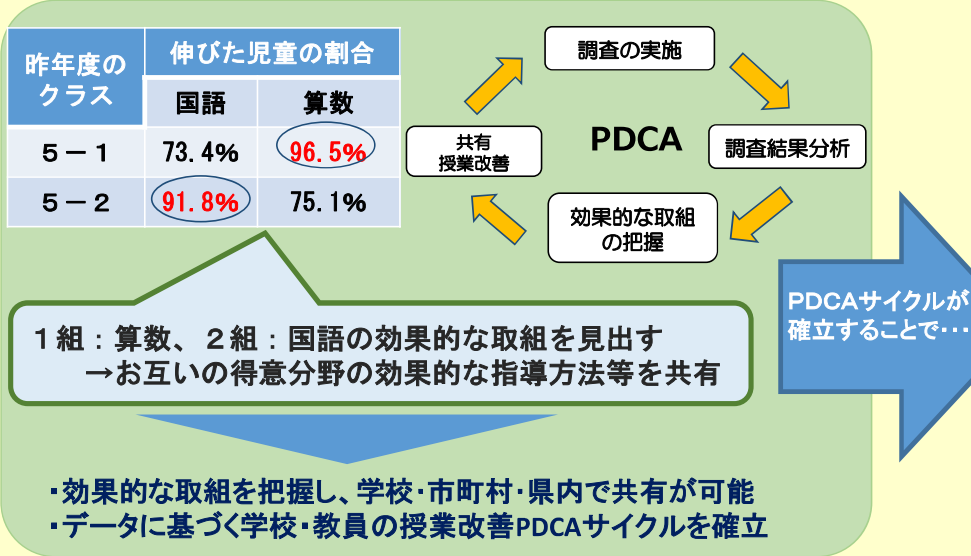 昨年度の
クラス
伸びた児童の割合
国語 算数
５－１ 73.4% 96.5%
５－２ 91.8% 75.1%
調査の実施
共有
授業改善
PDCA
調査結果分析
効果的な取組
の把握
１組：算数、２組：国語の効果的な取組を見出す
→お互いの得意分野の効果的な指導方法等を共有
PDCAサイクルが
確立することで･･･
・効果的な取組を把握し、学校・市町村・県内で共有が可能
・データに基づく学校・教員の授業改善PDCAサイクルを確立